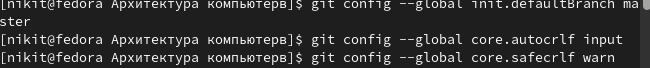 [nikit@fedora Архитектура компьютерв]$ git config --global init.defaultBranch ma
ster
[nikit@fedora Архитектура компьютерв]$ git config --global core.autocrlf input
[nikit@fedora Архитектура компьютерв]$ git config --global core.safecrlf warn